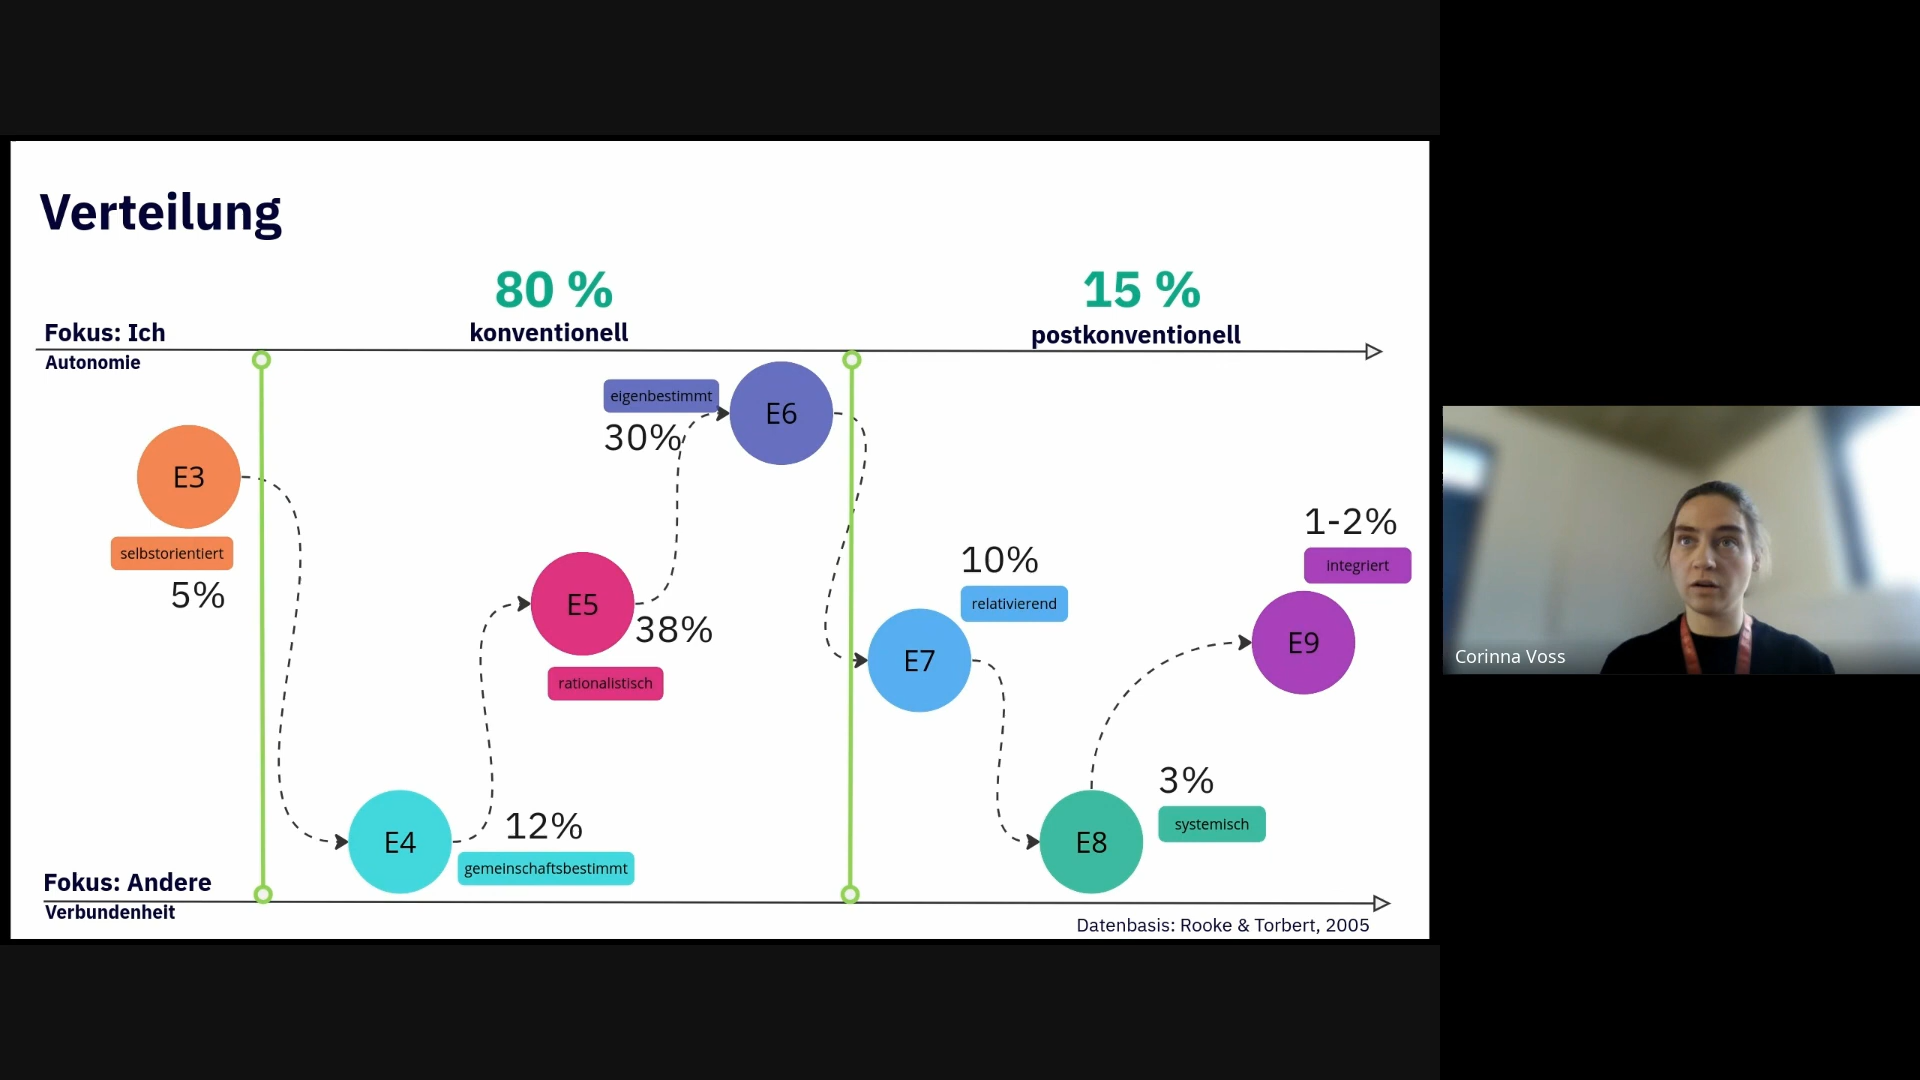 Verteilung
80 %
konventionell
15 %
postkonventionell
Fokus: Ich
Autonomie
eigenbestimmt
30%
E6
E3
selbstorientiert
5%
E5
38%
rationalistisch
10%
relativierend
E7
1-2%
integriert
E9
E4
12%
gemeinschaftsbestimmt
E8
3%
systemisch
Fokus: Andere
Verbundenheit
Datenbasis: Rooke & Torbert, 2005
Corinna Voss